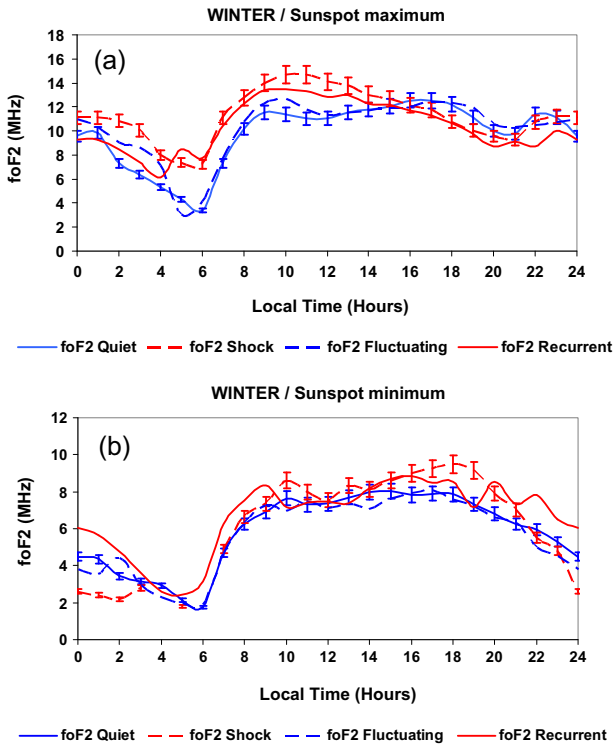 WINTER / Sunspot maximum
(a)
foF2 (MHz)
18
16
14
12
10
8
6
4
2
0
0 2 4 6 8 10 12 14 16 18 20 22 24
Local Time (Hours)
foF2 Quiet foF2 Shock foF2 Fluctuating foF2 Recurrent
WINTER / Sunspot minimum
(b)
foF2 (MHz)
12
10
8
6
4
2
0
0 2 4 6 8 10 12 14 16 18 20 22 24
Local Time (Hours)
foF2 Quiet foF2 Shock foF2 Fluctuating foF2 Recurrent